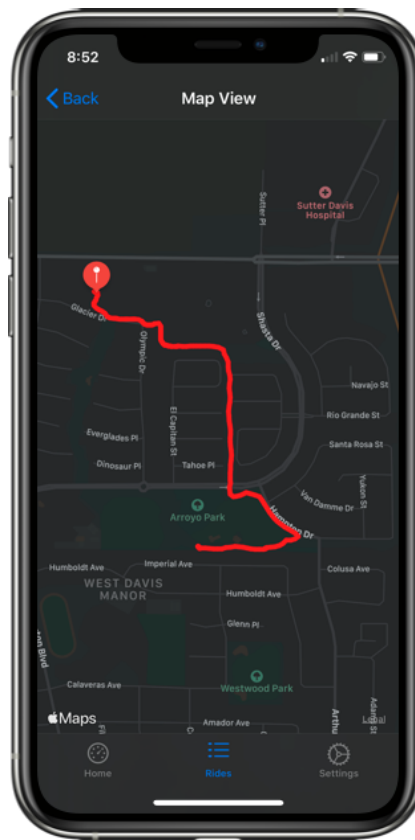 8:52
Back
Map View
Sutter Pl
Sutter Davis
Hospital
Glacier Dr
Olympic Dr
Shasta Dr
Navajo St
El Capitan St
Rio Grande St
Everglades Pl
Santa Rosa St
Dinosaur Pl
Tahoe Pl
Yukon St
Van Damme Dr
Arroyo Park
Hampton Dr
Humboldt Ave
Imperial Ave
Colusa Ave
WEST DAVIS
MANOR
Humboldt Ave
Glenn Pl
Calaveras Ave
Westwood Park
Maps
Amador Ave
Legal
Home
Rides
Settings